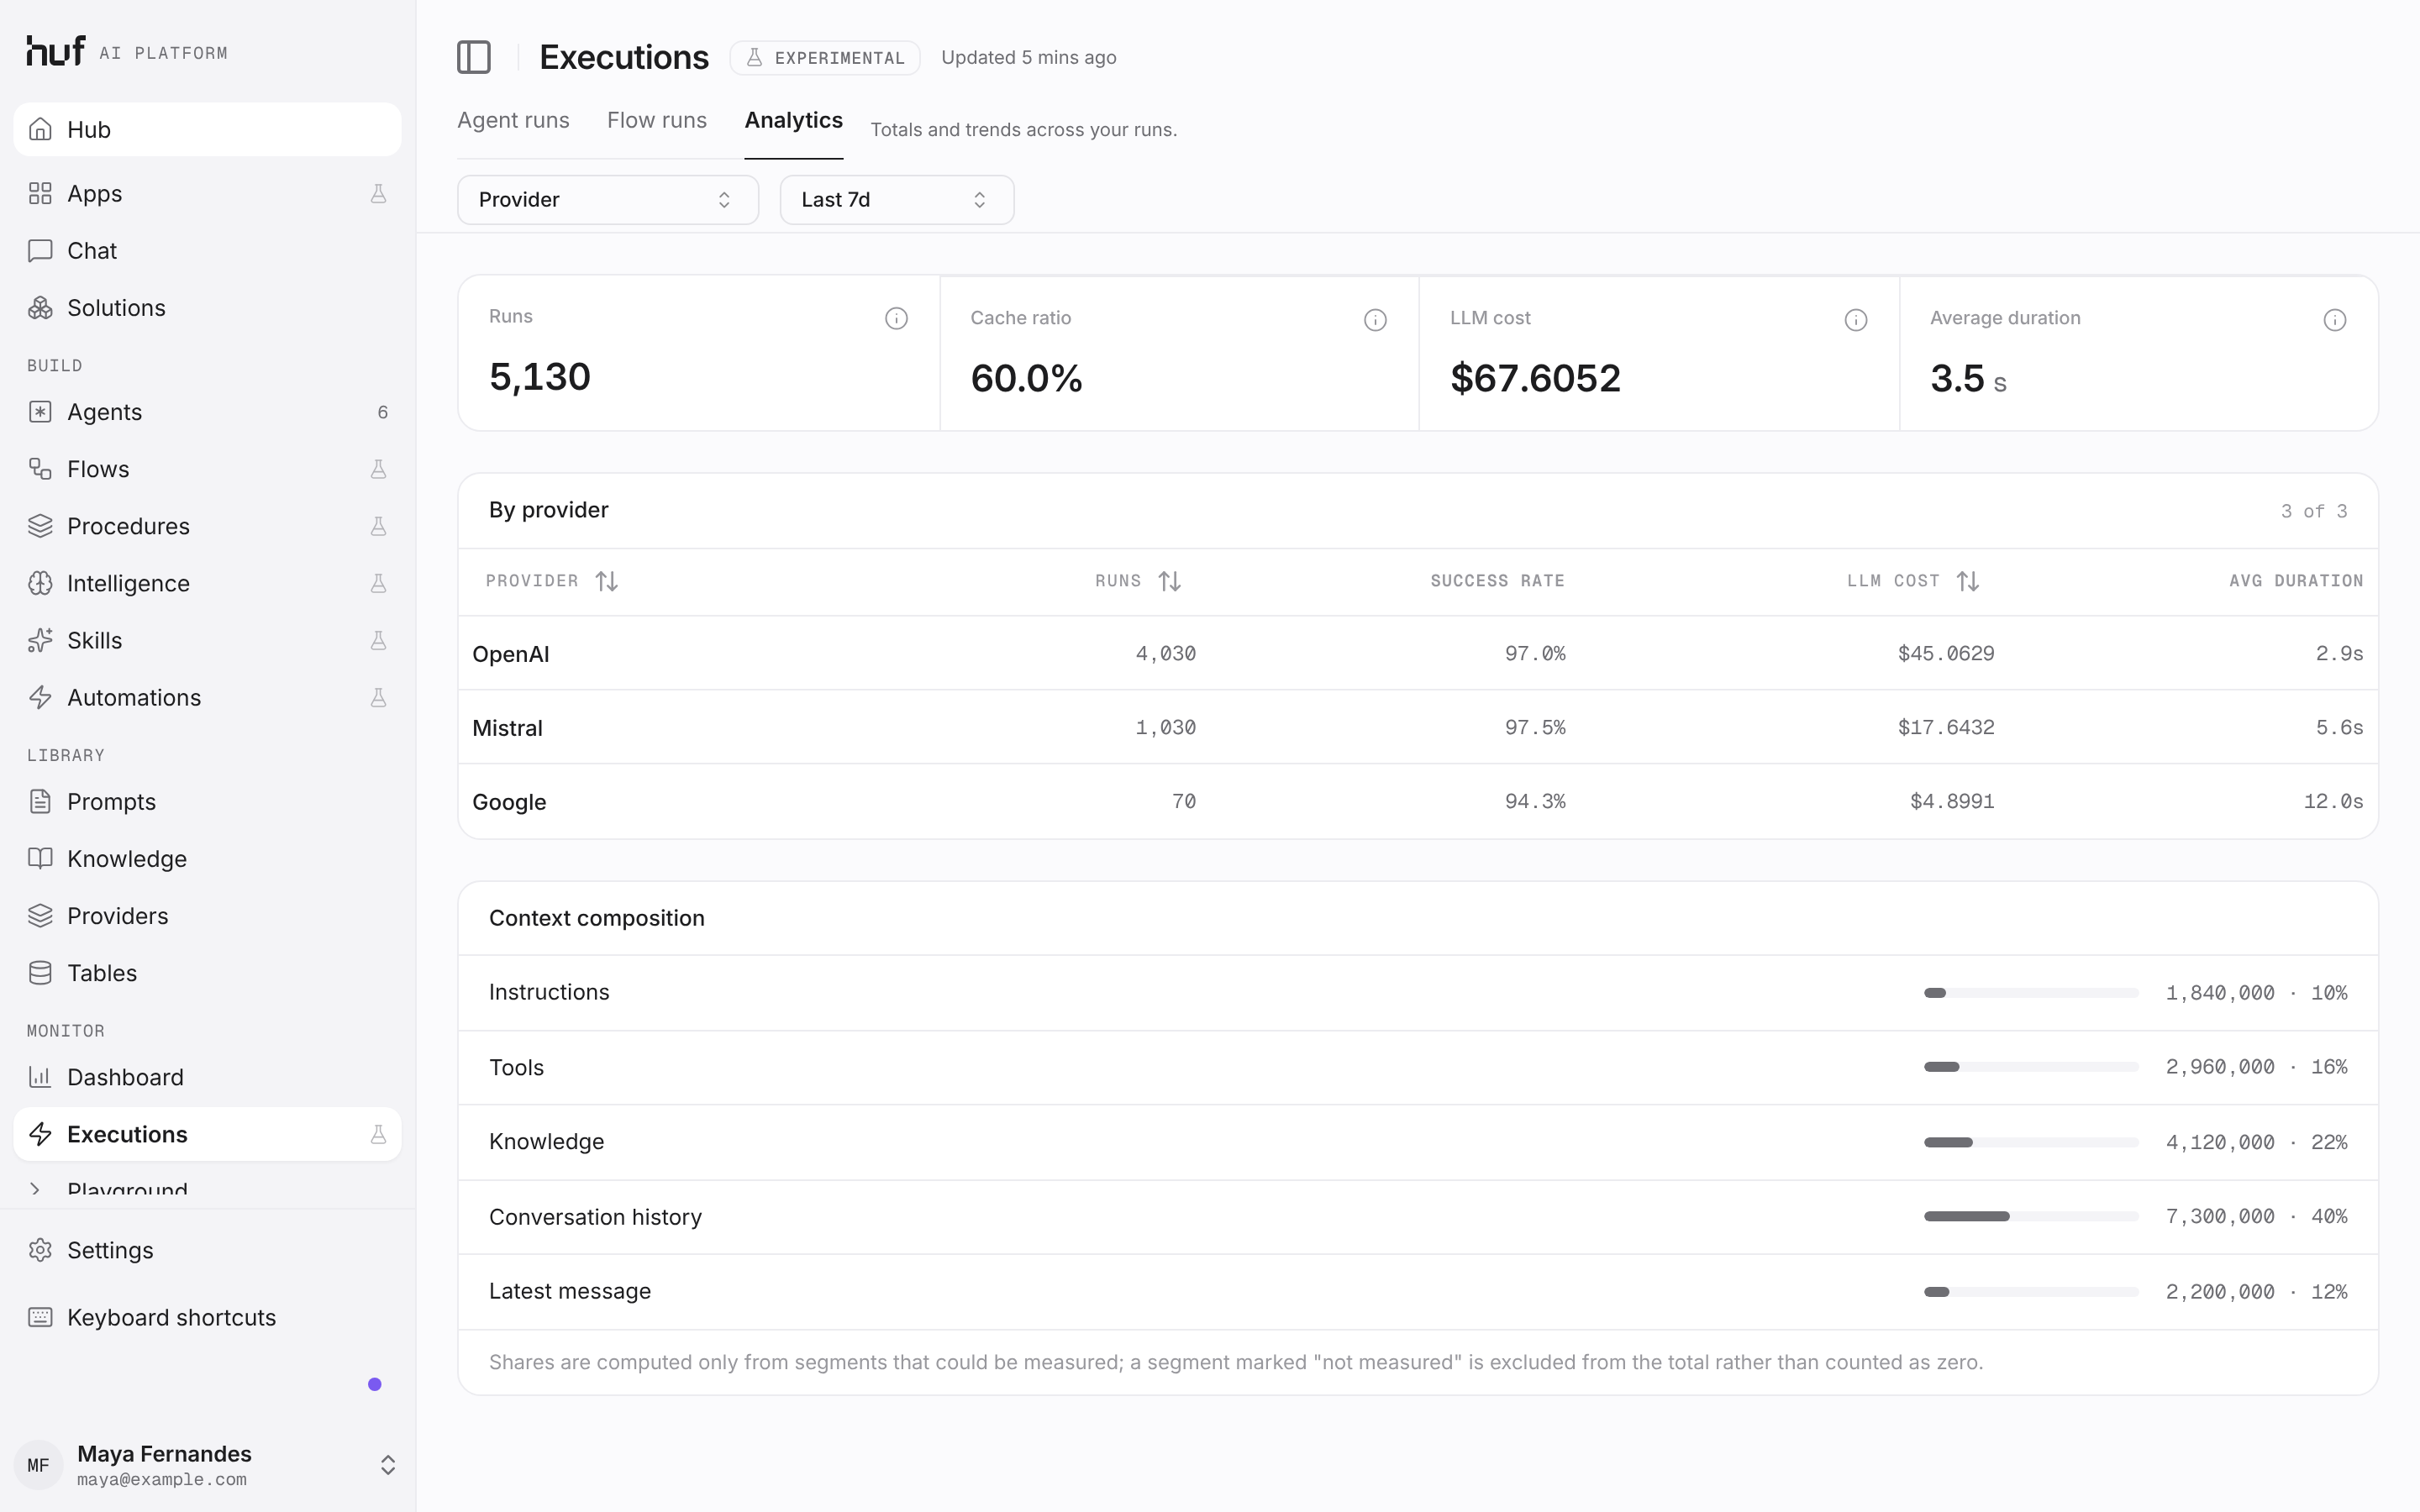 huf AI PLATFORM
Hub
Apps
Chat
Solutions
BUILD
Agents 6
Flows
Procedures
Intelligence
Skills
Automations
LIBRARY
Prompts
Knowledge
Providers
Tables
MONITOR
Dashboard
Executions
Playground
Settings
Keyboard shortcuts
MF
Maya Fernandes
maya@example.com
Executions EXPERIMENTAL Updated 5 mins ago
Agent runs Flow runs Analytics Totals and trends across your runs.
Provider Last 7d
Runs Cache ratio LLM cost Average duration
5,130 60.0% $67.6052 3.5 s
By provider 3 of 3
PROVIDER RUNS SUCCESS RATE LLM COST AVG DURATION
OpenAI 4,030 97.0% $45.0629 2.9s
Mistral 1,030 97.5% $17.6432 5.6s
Google 70 94.3% $4.8991 12.0s
Context composition
Instructions 1,840,000 · 10%
Tools 2,960,000 · 16%
Knowledge 4,120,000 · 22%
Conversation history 7,300,000 · 40%
Latest message 2,200,000 · 12%
Shares are computed only from segments that could be measured; a segment marked "not measured" is excluded from the total rather than counted as zero.